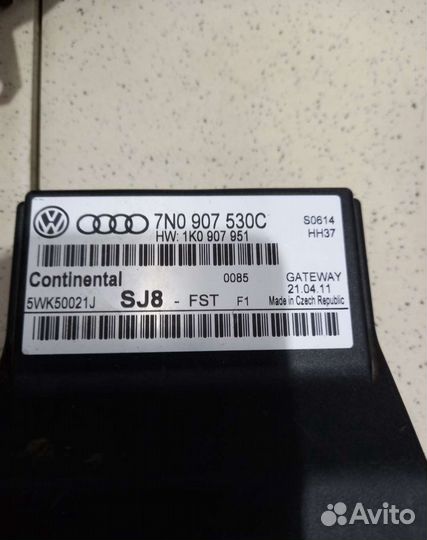 7N0 907 530C
HW: 1K0 907 951
S0614
HH37
Continental
0085
GATEWAY
5WK50021J
SJ8 - FST F1
21.04.11
Made in Czech Republic
Avito